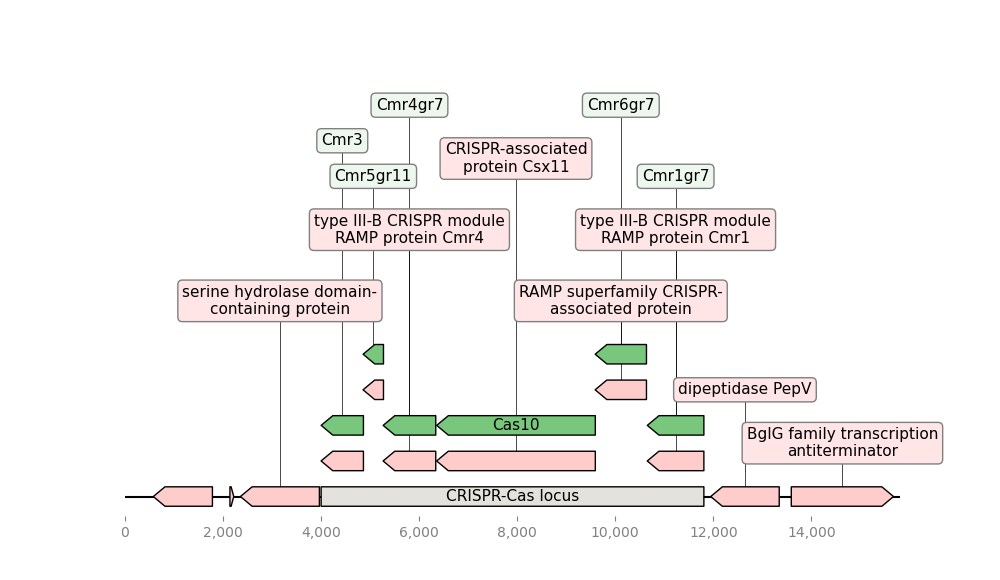 Cmr4gr7
Cmr6gr7
Cmr3
CRISPR-associated
protein Csx11
Cmr5gr11
Cmr1gr7
type III-B CRISPR module
RAMP protein Cmr4
type III-B CRISPR module
RAMP protein Cmr1
serine hydrolase domain-
containing protein
RAMP superfamily CRISPR-
associated protein
dipeptidase PepV
Cas10
BglG family transcription
antiterminator
CRISPR-Cas locus
0
2,000
4,000
6,000
8,000
10,000
12,000
14,000